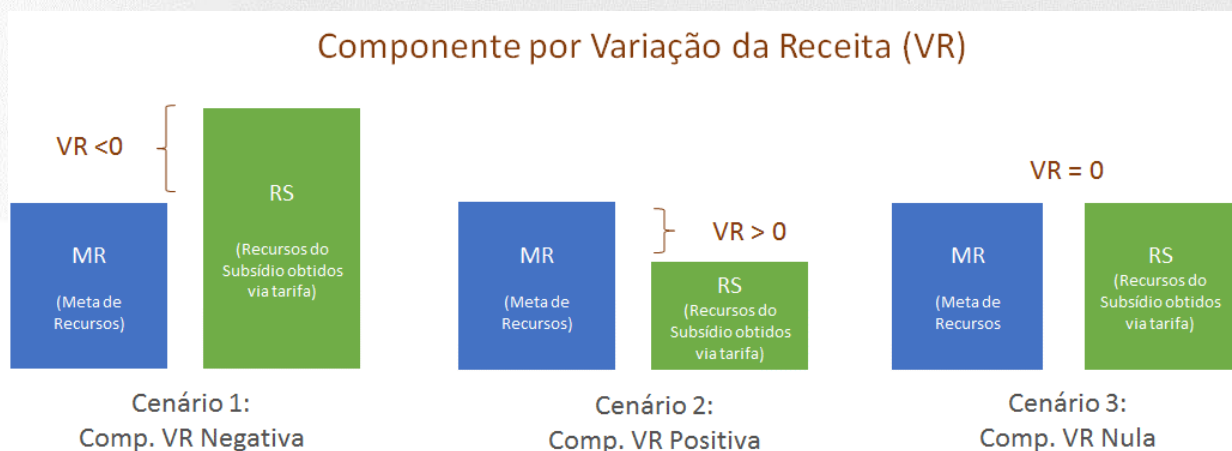 Componente por Variação da Receita (VR)
VR <0
MR
(Meta de
Recursos)
RS
(Recursos do
Subsídio obtidos
via tarifa)
Cenário 1:
Comp. VR Negativa
MR
(Meta de
Recursos)
VR > 0
RS
(Recursos do
Subsídio obtidos
via tarifa)
Cenário 2:
Comp. VR Positiva
VR = 0
MR
(Meta de
Recursos
RS
(Recursos do
Subsídio obtidos
via tarifa)
Cenário 3:
Comp. VR Nula